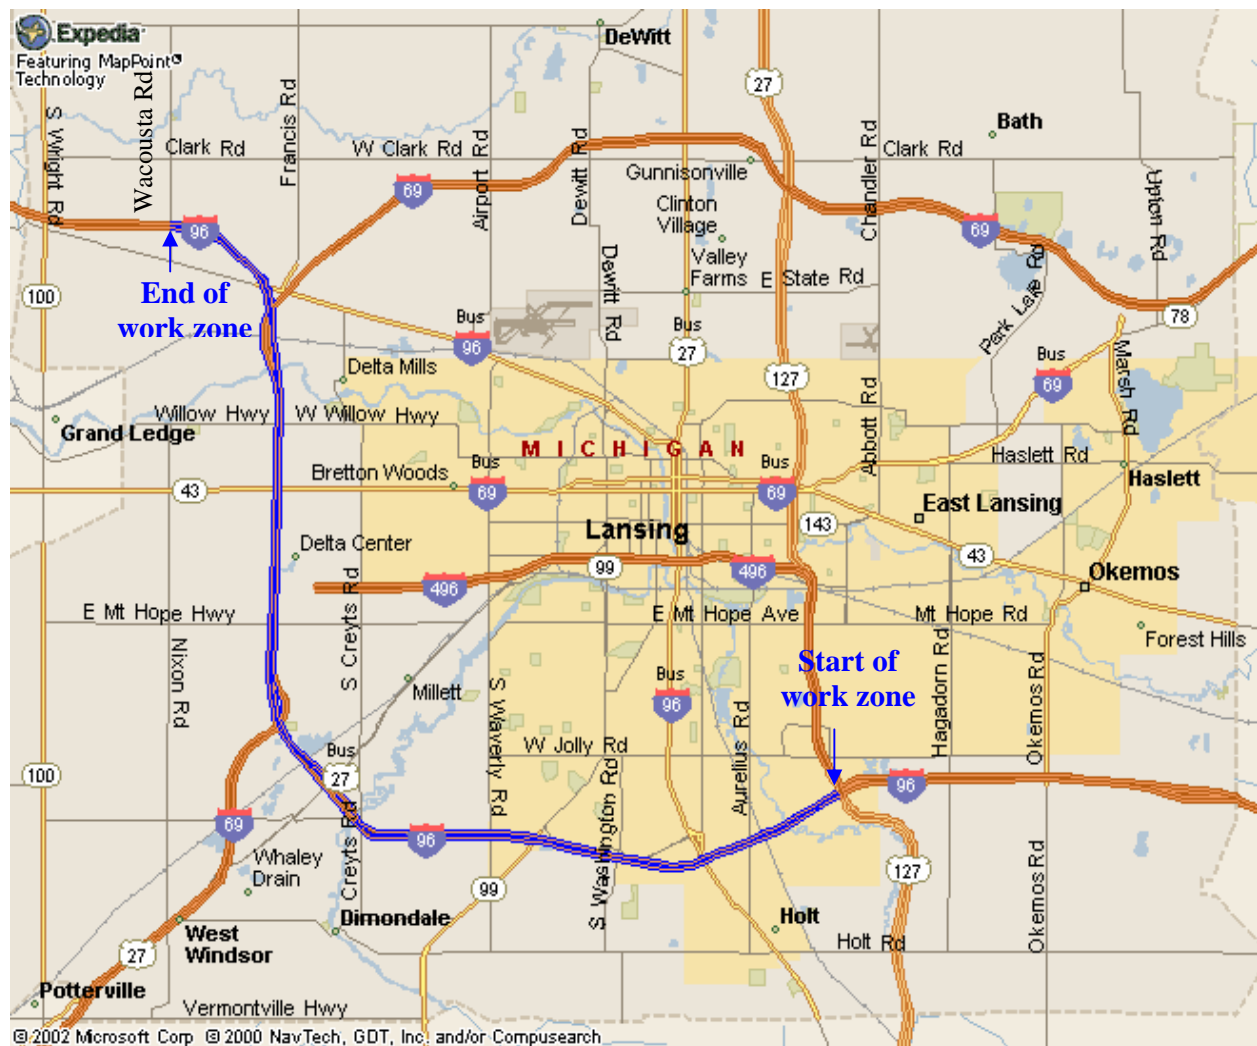 Expedia
Featuring MapPoint®
Technology
DeWitt
27
Bath
S Wright Rd
Wacousta Rd
Francis Rd
Clark Rd
W Clark Rd
Airport Rd
Dewitt Rd
Gunnisonville
Chandler Rd
Clark Rd
Upton Rd
69
Clinton
Village
96
69
Valley
Farms
E State Rd
Dewitt Rd
Park Lake Rd
100
End of
work zone
Bus
96
Bus
27
78
Bus
69
Marsh Rd
Delta Mills
127
Abbott Rd
Willow Hwy
W Willow Hwy
Grand Ledge
MICHIGAN
Haslett Rd
Haslett
Bretton Woods
43
Bus
69
Bus
69
East Lansing
Lansing
143
43
Delta Center
99
496
496
Okemos
S Creyts Rd
E Mt Hope Hwy
E Mt Hope Ave
Mt Hope Rd
Forest Hills
Nixon Rd
Start of
work zone
Hagadorn Rd
Okemos Rd
Millett
S Waverly Rd
Bus
96
Aurelius Rd
W Jolly Rd
Bus
27
100
96
S Washington Rd
69
96
Creyts Rd
Whaley
Drain
99
127
Okemos Rd
Dimondale
West
Windsor
Holt
Holt Rd
27
Potterville
Vermontville Hwy
© 2002 Microsoft Corp © 2000 NavTech, GDT, Inc. and/or Compusearch